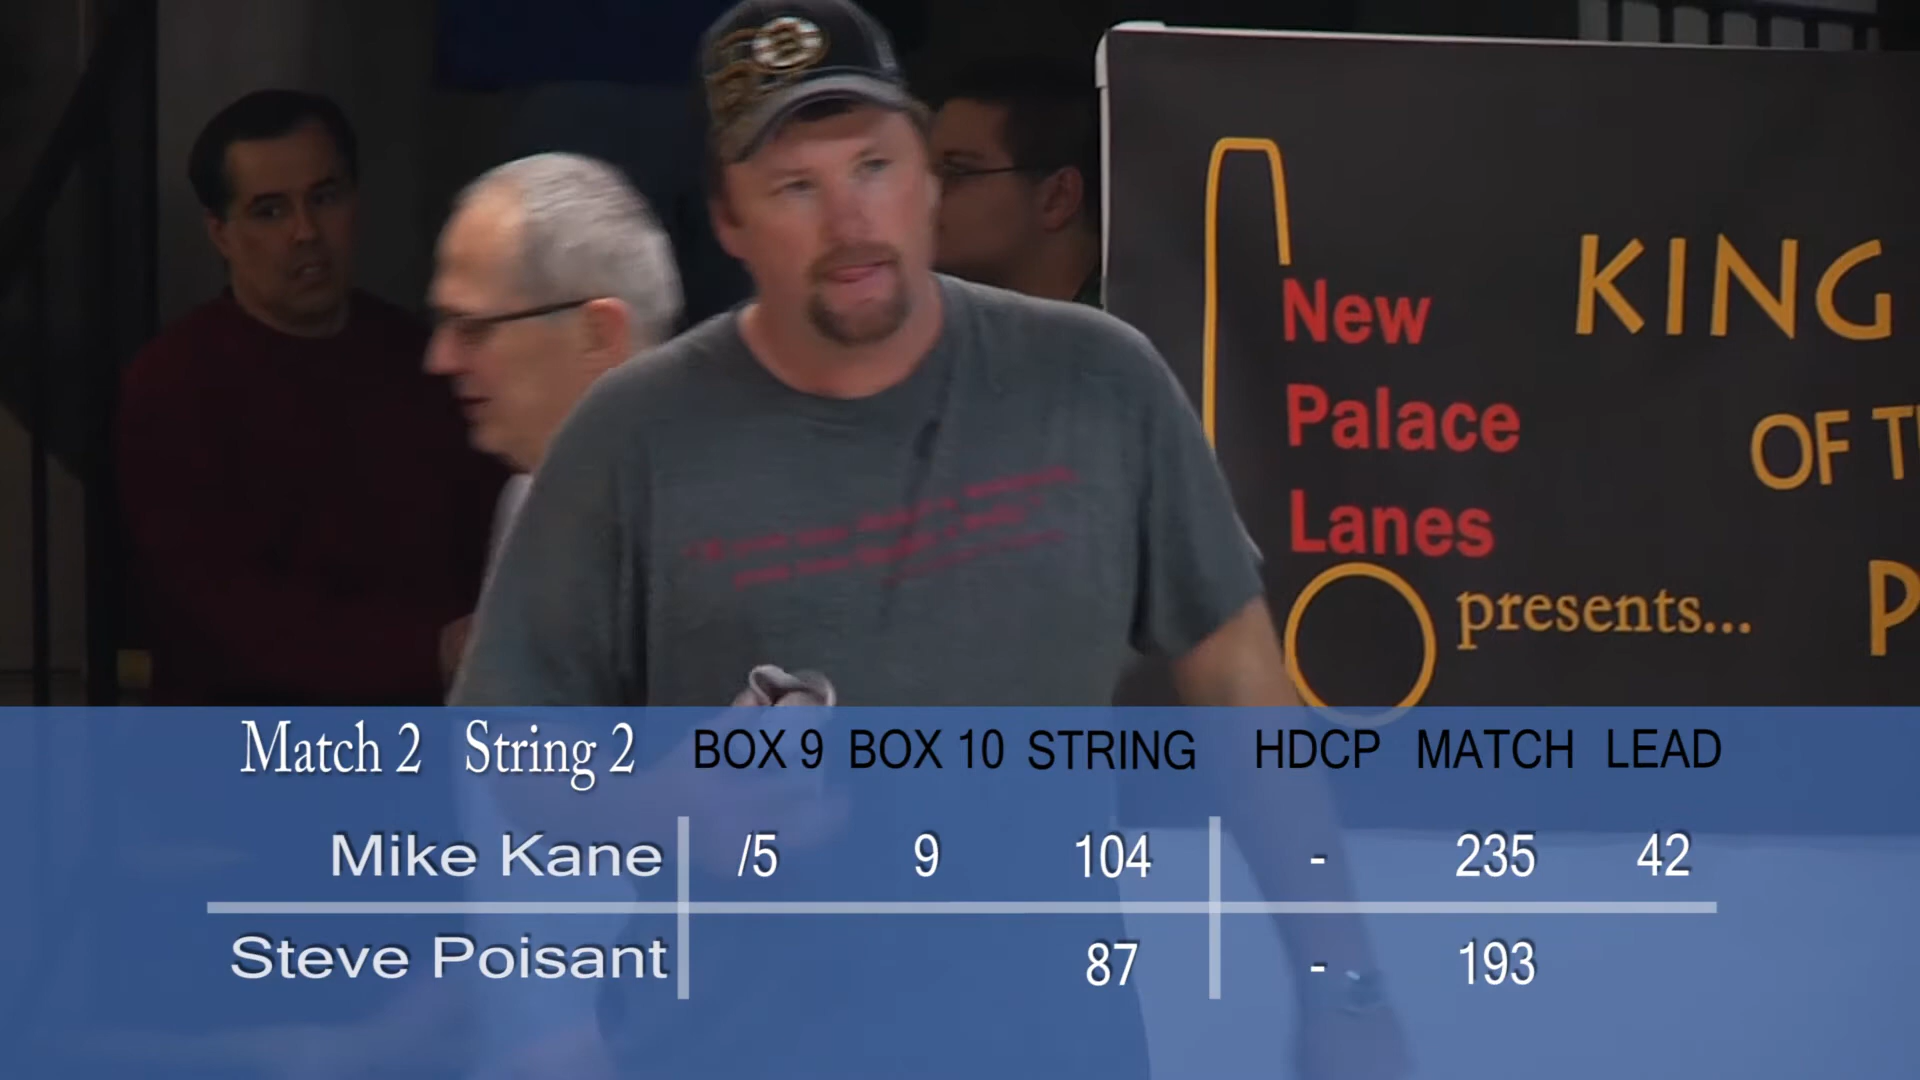 B
New
Palace
Lanes
presents...
KING
OF T
P
Match 2 String 2 BOX 9 BOX 10 STRING HDCP MATCH LEAD
Mike Kane /5 9 104 - 235 42
Steve Poisant 87 - 193